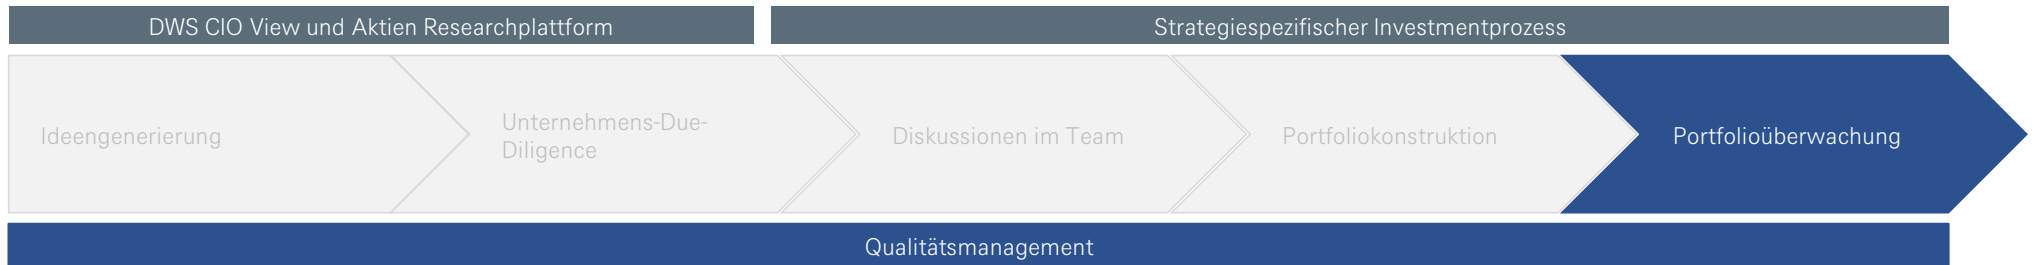 DWS CIO View und Aktien Researchplattform
Strategiespezifischer Investmentprozess
Ideengenerierung
Unternehmens-Due-
Diligence
Diskussionen im Team
Portfoliokonstruktion
Portfolioüberwachung
Qualitätsmanagement